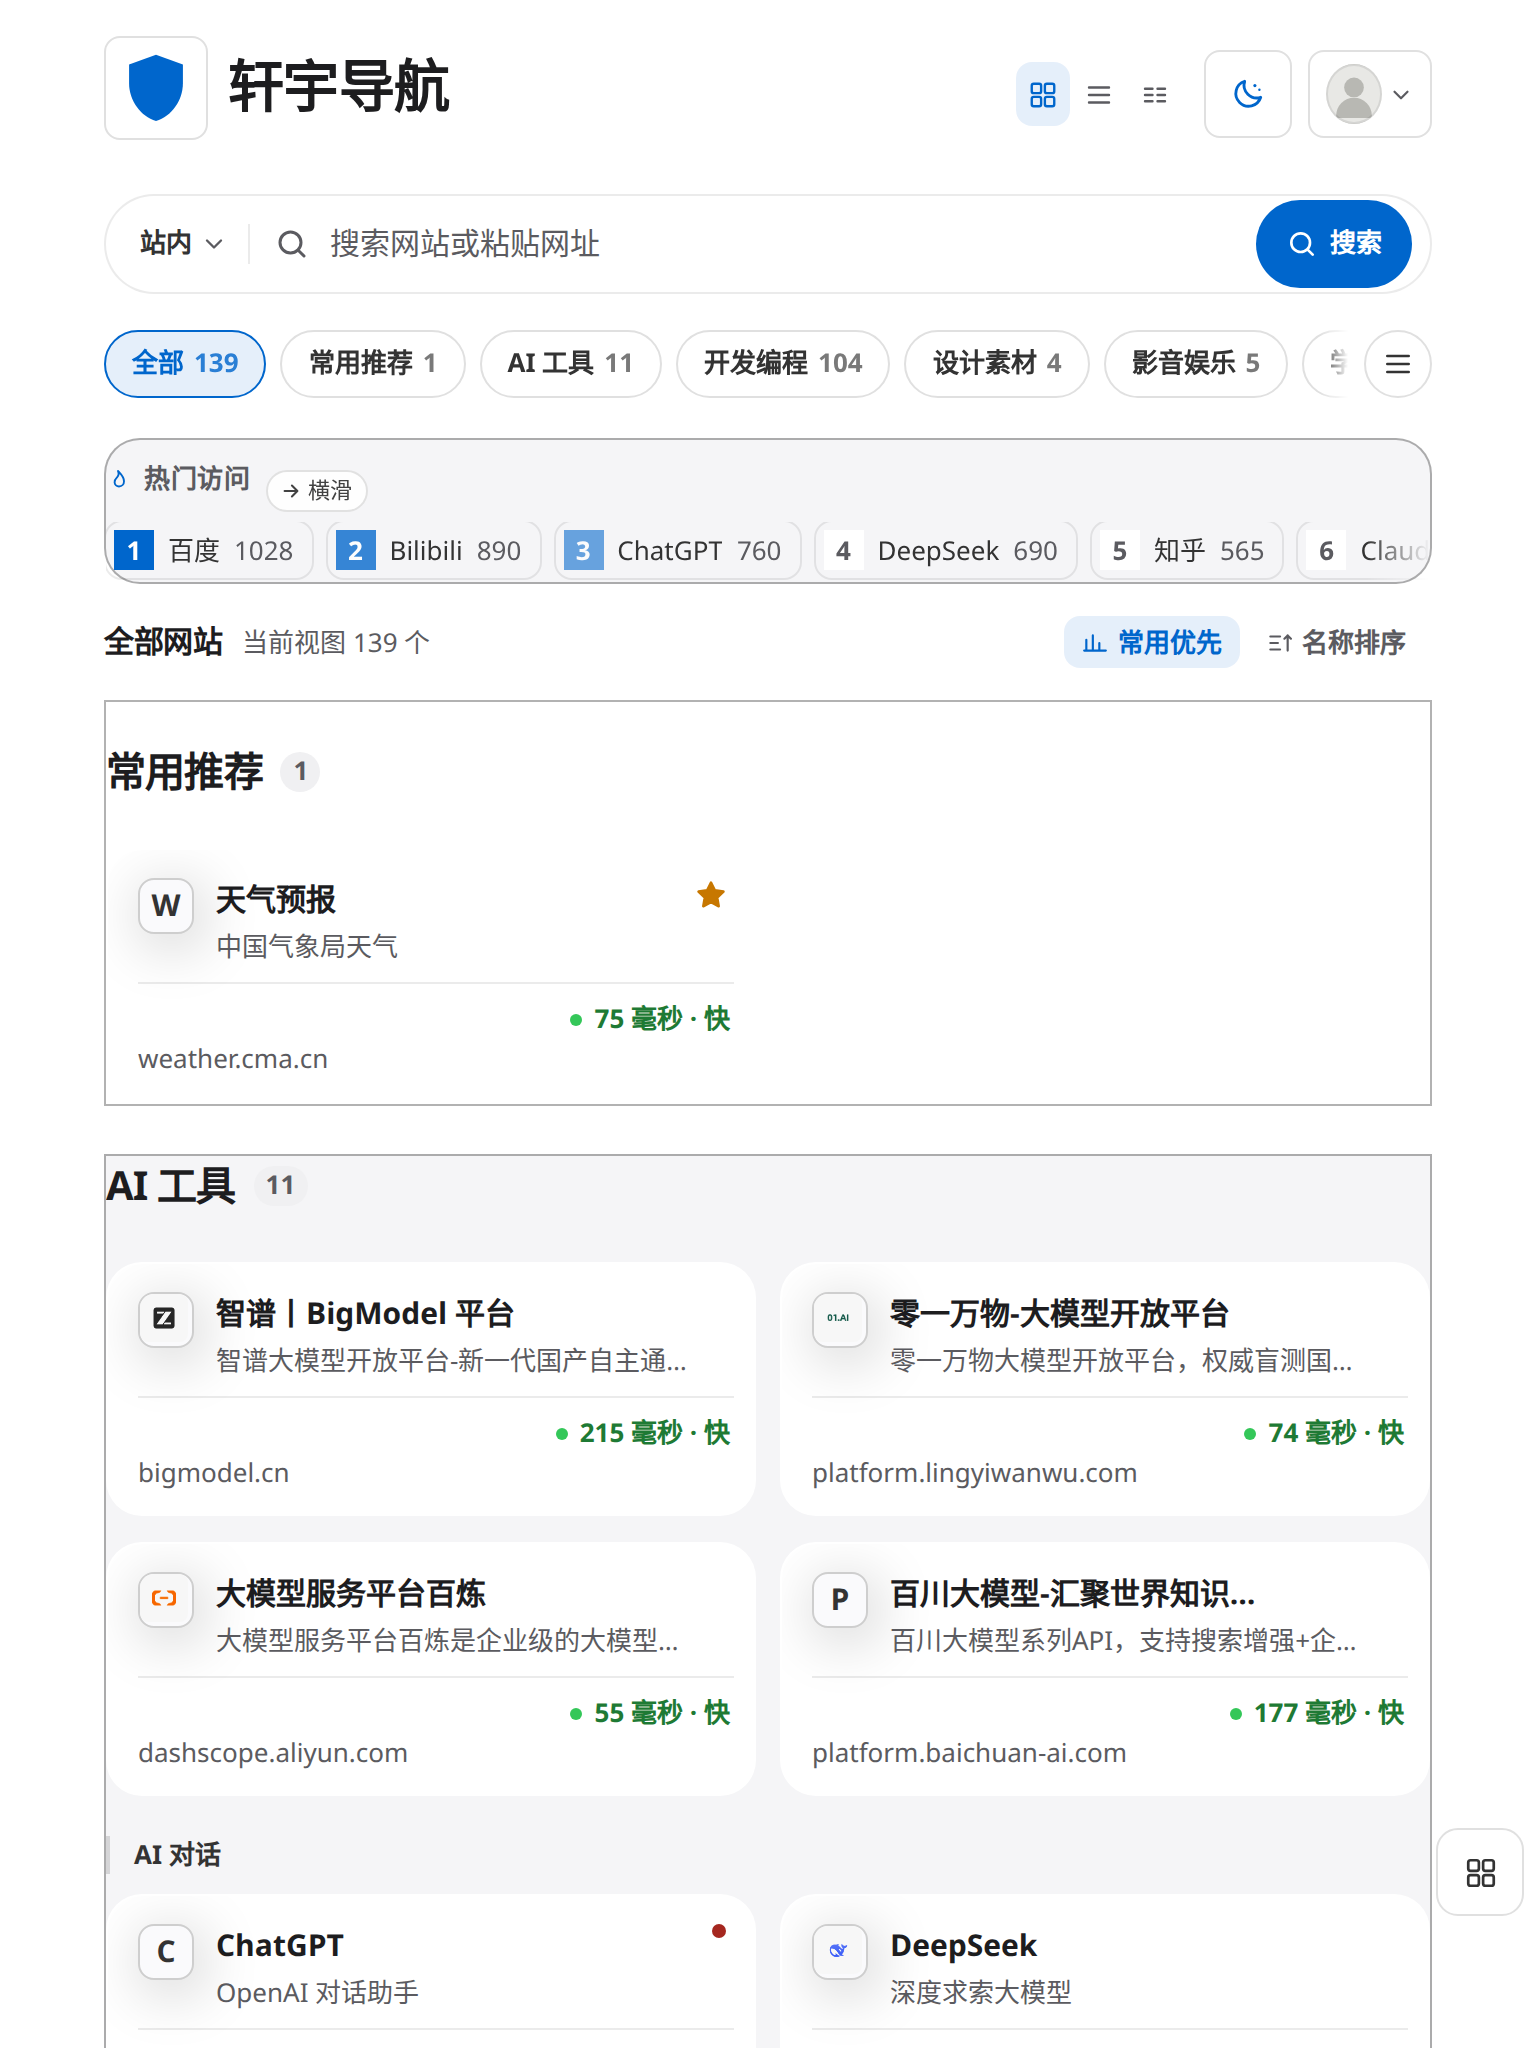 轩宇导航
站内 搜索网站或粘贴网址 搜索
全部 139 常用推荐 1 AI 工具 11 开发编程 104 设计素材 4 影音娱乐 5
热门访问 → 横滑
1 百度 1028 2 Bilibili 890 3 ChatGPT 760 4 DeepSeek 690 5 知乎 565 6 Claud
全部网站 当前视图 139 个 常用优先 名称排序
常用推荐 1
W 天气预报
中国气象局天气
75 毫秒 · 快
weather.cma.cn
AI 工具 11
智谱丨BigModel 平台
智谱大模型开放平台-新一代国产自主通...
215 毫秒 · 快
bigmodel.cn
01.AI 零一万物-大模型开放平台
零一万物大模型开放平台，权威盲测国...
74 毫秒 · 快
platform.lingyiwanwu.com
大模型服务平台百炼
大模型服务平台百炼是企业级的大模型...
55 毫秒 · 快
dashscope.aliyun.com
P 百川大模型-汇聚世界知识...
百川大模型系列API，支持搜索增强+企...
177 毫秒 · 快
platform.baichuan-ai.com
AI 对话
C ChatGPT
OpenAI 对话助手
DeepSeek
深度求索大模型